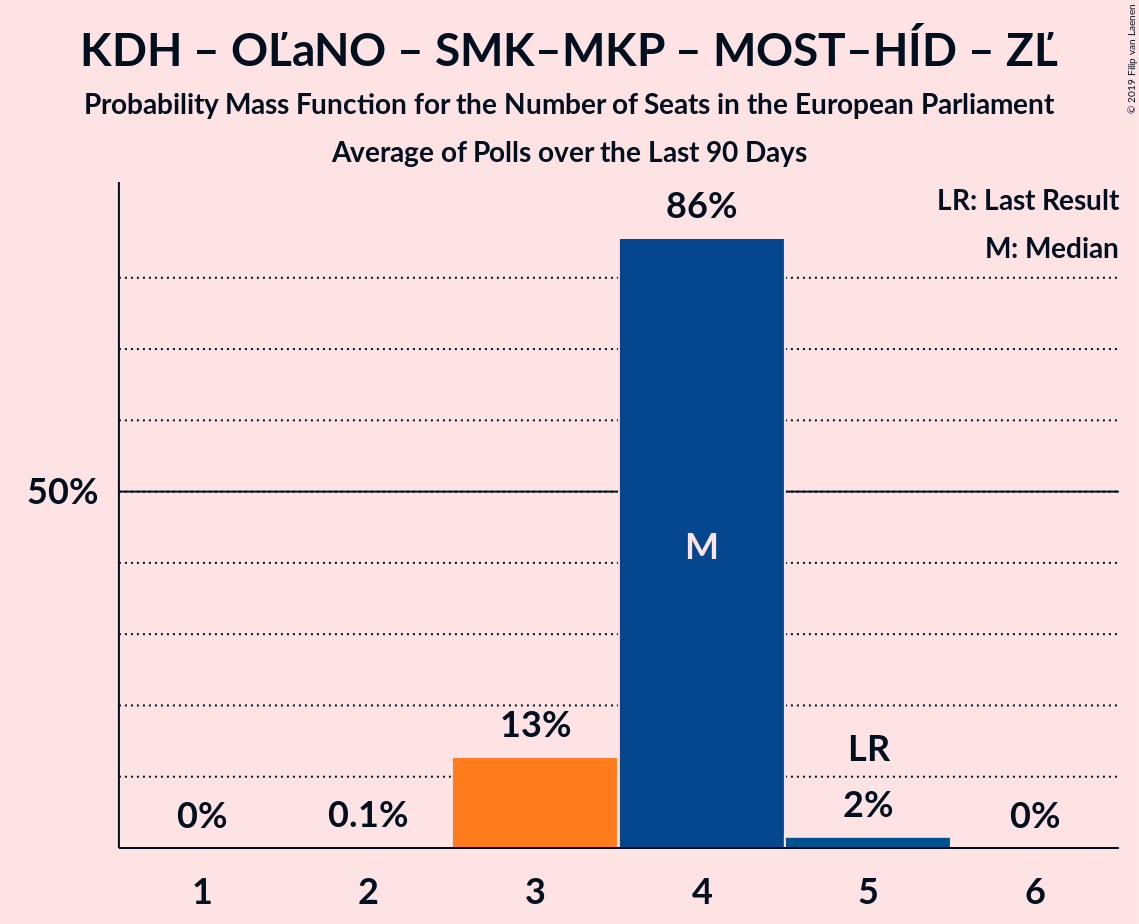 KDH – OĽaNO – SMK–MKP – MOST–HÍD – ZĽ
Probability Mass Function for the Number of Seats in the European Parliament
Average of Polls over the Last 90 Days
© 2019 Filip van Laenen
LR: Last Result
M: Median
86%
50%
M
13%
LR
0%
0.1%
2%
0%
1
2
3
4
5
6